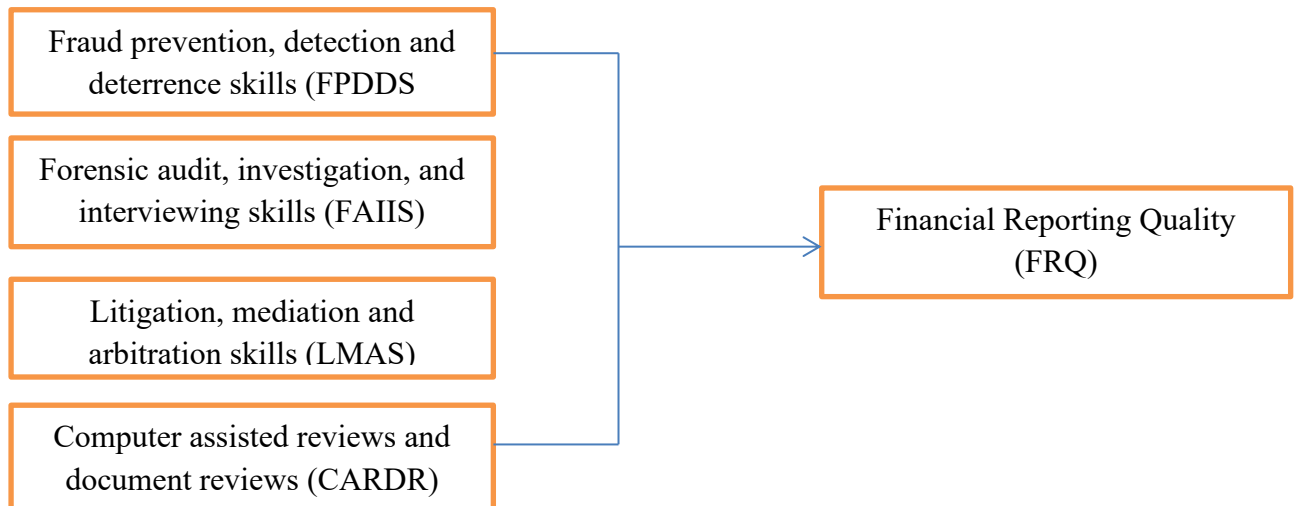 Fraud prevention, detection and
deterrence skills (FPDDS
Forensic audit, investigation, and
interviewing skills (FAIIS)
Litigation, mediation and
arbitration skills (LMAS)
Computer assisted reviews and
document reviews (CARDR)
Financial Reporting Quality
(FRQ)